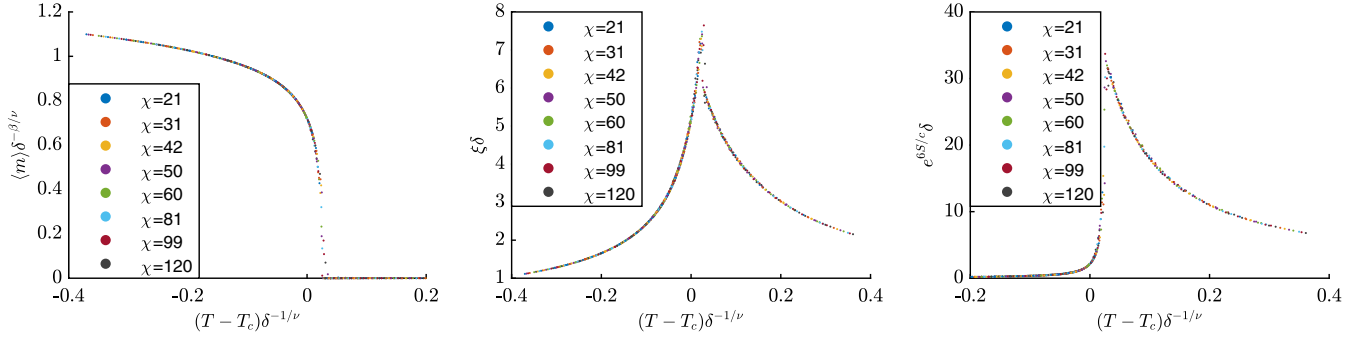 1.2
1
0.8
0.6
0.4
0.2
0
⟨m⟩δ^{-β/ν}
χ=21
χ=31
χ=42
χ=50
χ=60
χ=81
χ=99
χ=120
-0.4 -0.2 0 0.2
(T − T_c)δ^{-1/ν}
8
7
6
5
4
3
2
1
ξδ
χ=21
χ=31
χ=42
χ=50
χ=60
χ=81
χ=99
χ=120
-0.4 -0.2 0 0.2 0.4
(T − T_c)δ^{-1/ν}
40
30
20
10
0
e^{6S/c}δ
χ=21
χ=31
χ=42
χ=50
χ=60
χ=81
χ=99
χ=120
-0.2 0 0.2 0.4
(T − T_c)δ^{-1/ν}